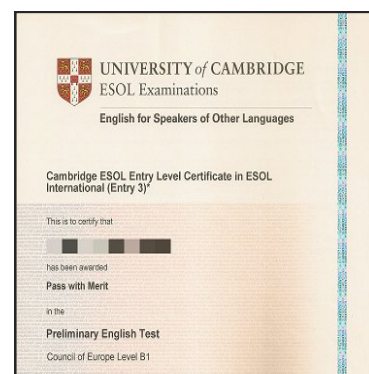 UNIVERSITY of CAMBRIDGE
ESOL Examinations
English for Speakers of Other Languages
Cambridge ESOL Entry Level Certificate in ESOL
International (Entry 3)*
This is to certify that
has been awarded
Pass with Merit
in the
Preliminary English Test
Council of Europe Level B1